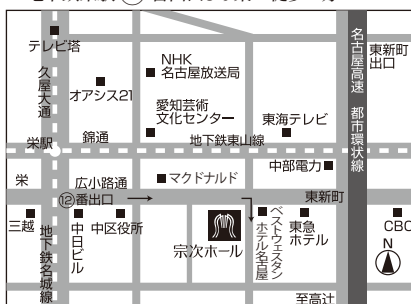 テレビ塔
久屋大通
オアシス21
NHK
名古屋放送局
愛知芸術
文化センター
名古屋高速 都市環状線
東新町
出口
東海テレビ
錦通
地下鉄東山線
栄駅
中部電力
栄
広小路通
マクドナルド
⑫番出口
東新町
三越
地下鉄名城線
中日ビル
中区役所
宗次ホール
ベストウェスタン
ホテル名古屋
東急
ホテル
CBC
N
至高辻